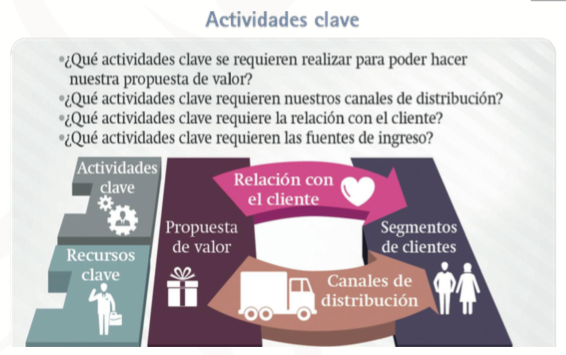 Actividades clave
•¿Qué actividades clave se requieren realizar para poder hacer
nuestra propuesta de valor?
•¿Qué actividades clave requieren nuestros canales de distribución?
•¿Qué actividades clave requiere la relación con el cliente?
•¿Qué actividades clave requieren las fuentes de ingreso?
Actividades
clave
Relación con
el cliente
Propuesta
de valor
Segmentos
de clientes
Recursos
clave
Canales de
distribución